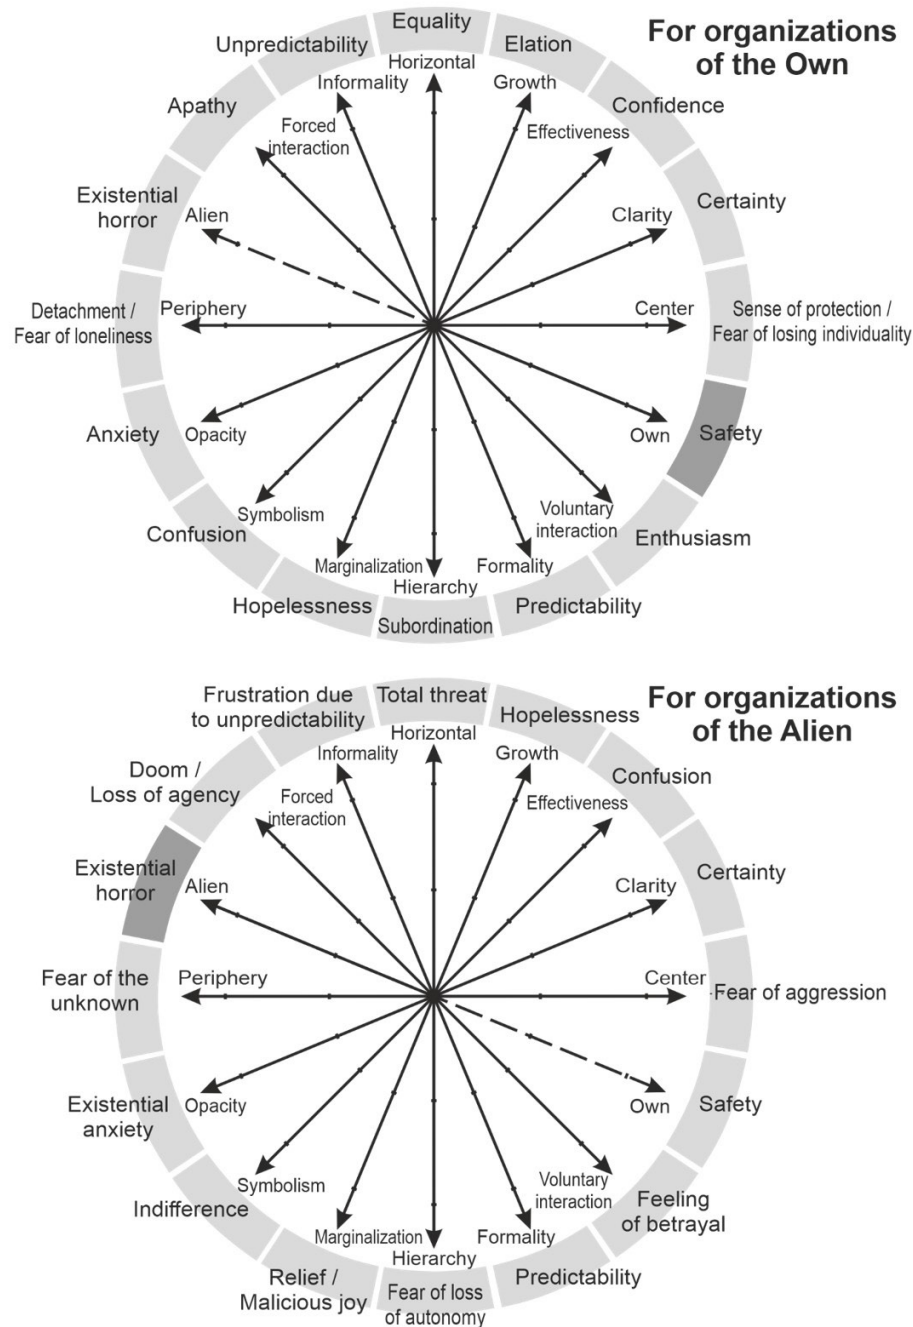 For organizations
of the Own
Equality
Elation
Confidence
Certainty
Sense of protection /
Fear of losing individuality
Safety
Enthusiasm
Predictability
Subordination
Hopelessness
Confusion
Anxiety
Detachment /
Fear of loneliness
Existential
horror
Apathy
Unpredictability
Horizontal
Growth
Effectiveness
Clarity
Center
Own
Voluntary
interaction
Formality
Hierarchy
Marginalization
Symbolism
Opacity
Periphery
Alien
Forced
interaction
Informality
For organizations
of the Alien
Total threat
Hopelessness
Confusion
Certainty
Fear of aggression
Safety
Feeling
of betrayal
Predictability
Fear of loss
of autonomy
Relief /
Malicious joy
Indifference
Existential
anxiety
Fear of the
unknown
Existential
horror
Doom /
Loss of agency
Frustration due
to unpredictability
Horizontal
Growth
Effectiveness
Clarity
Center
Own
Voluntary
interaction
Formality
Hierarchy
Marginalization
Symbolism
Opacity
Periphery
Alien
Forced
interaction
Informality